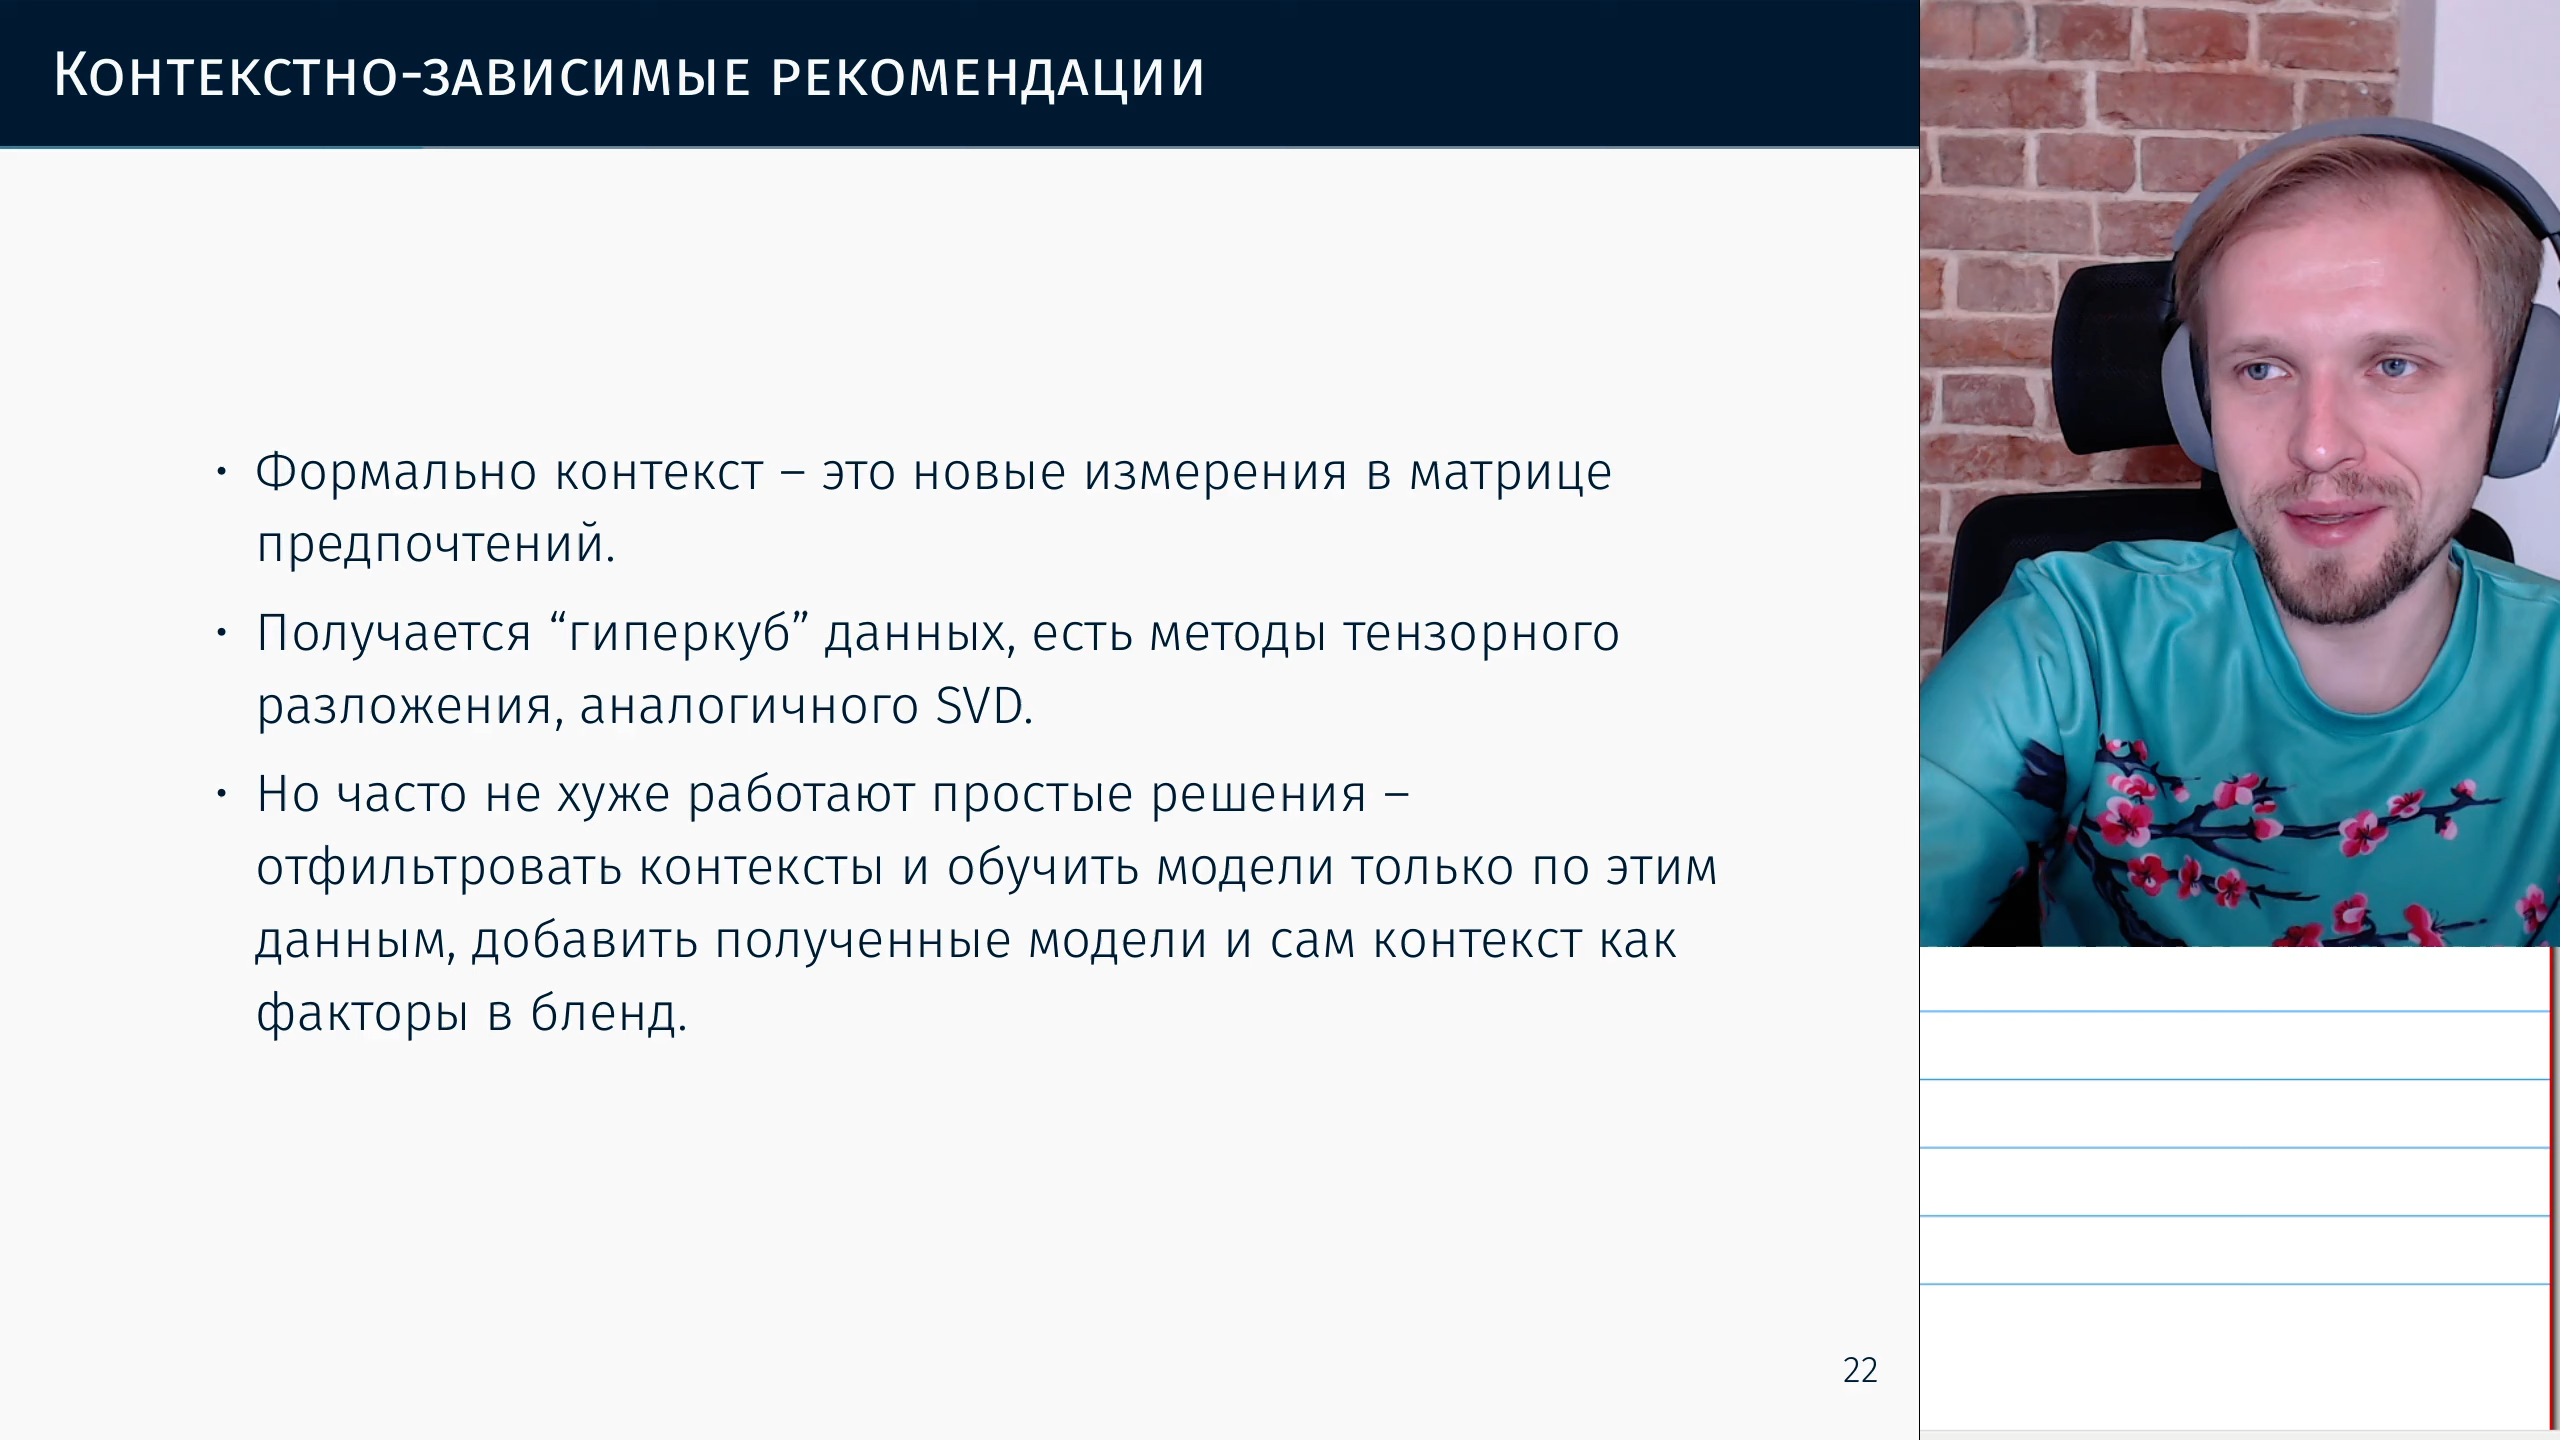 Контекстно-зависимые рекомендации
• Формально контекст – это новые измерения в матрице
предпочтений.
• Получается “гиперкуб” данных, есть методы тензорного
разложения, аналогичного SVD.
• Но часто не хуже работают простые решения –
отфильтровать контексты и обучить модели только по этим
данным, добавить полученные модели и сам контекст как
факторы в бленд.
22